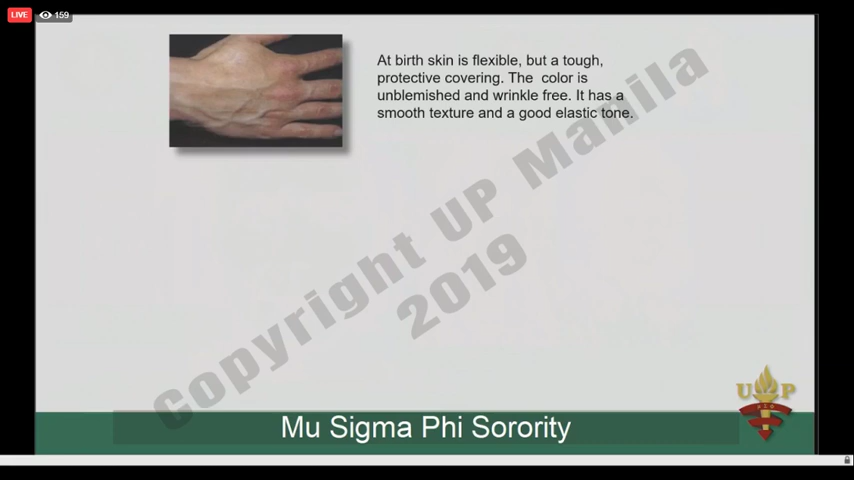 LIVE 159
At birth skin is flexible, but a tough,
protective covering. The color is
unblemished and wrinkle free. It has a
smooth texture and a good elastic tone.
Copyright UP Manila
2019
U P
ΜΣΦ
Mu Sigma Phi Sorority